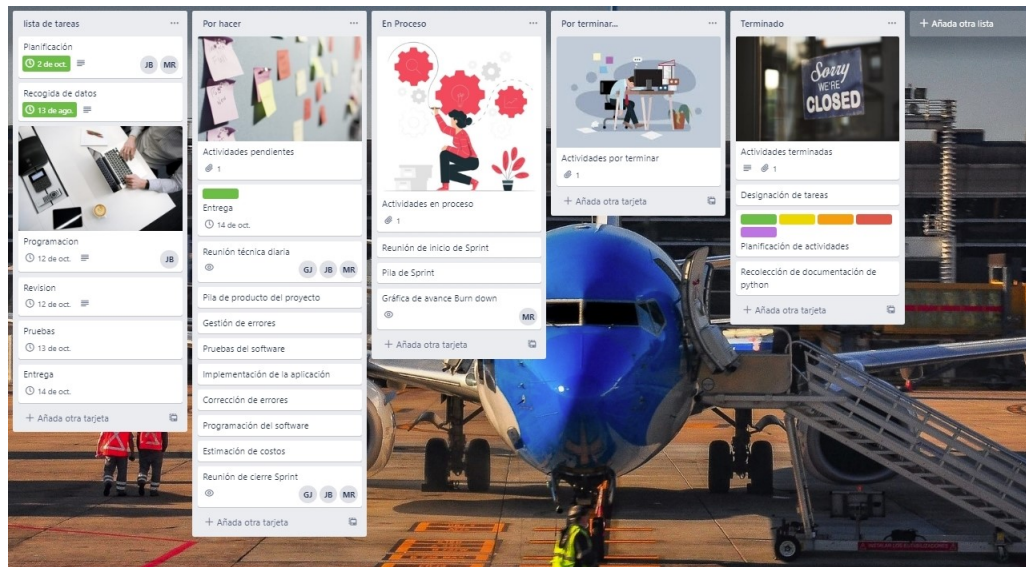 lista de tareas
Planificación
2 de oct.
JB MR
Recogida de datos
13 de ago.
Programacion
12 de oct.
JB
Revision
12 de oct.
Pruebas
13 de oct.
Entrega
14 de oct.
+ Añada otra tarjeta
Por hacer
Actividades pendientes
1
Entrega
14 de oct.
Reunión técnica diaria
GJ JB MR
Pila de producto del proyecto
Gestión de errores
Pruebas del software
Implementación de la aplicación
Corrección de errores
Programación del software
Estimación de costos
Reunión de cierre Sprint
GJ JB MR
+ Añada otra tarjeta
En Proceso
Actividades en proceso
1
Reunión de inicio de Sprint
Pila de Sprint
Gráfica de avance Burn down
MR
+ Añada otra tarjeta
Por terminar...
Actividades por terminar
1
+ Añada otra tarjeta
Terminado
Sorry
WE'RE
CLOSED
Actividades terminadas
1
Designación de tareas
Planificación de actividades
Recolección de documentación de
python
+ Añada otra tarjeta
+ Añada otra lista